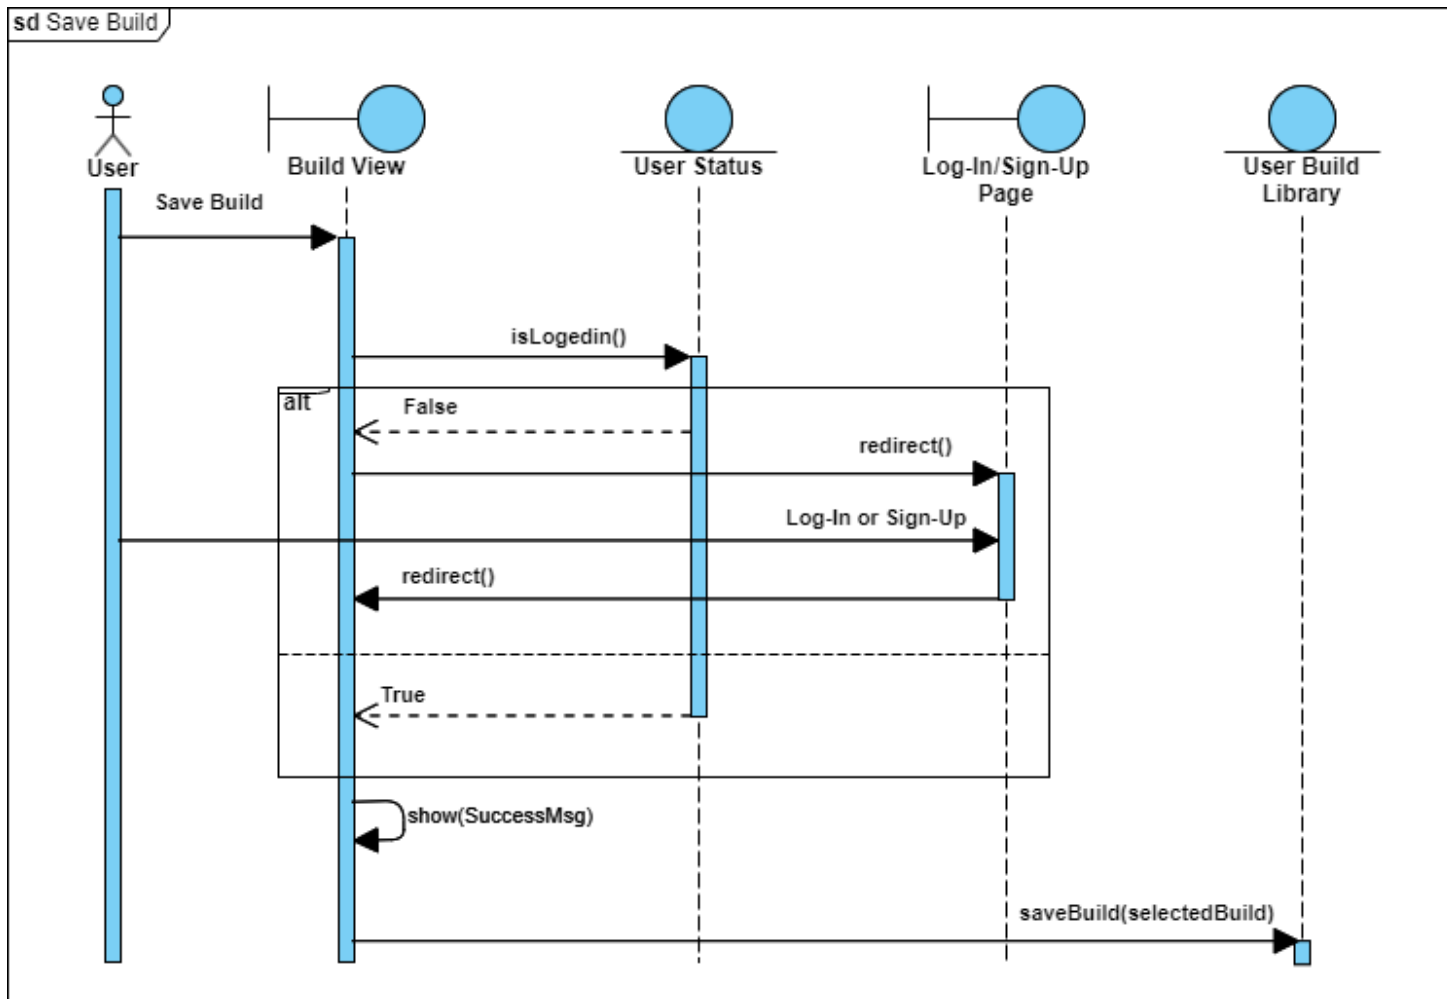 sd Save Build
User
Build View
User Status
Log-In/Sign-Up
Page
User Build
Library
Save Build
isLogedin()
alt
False
redirect()
Log-In or Sign-Up
redirect()
True
show(SuccessMsg)
saveBuild(selectedBuild)